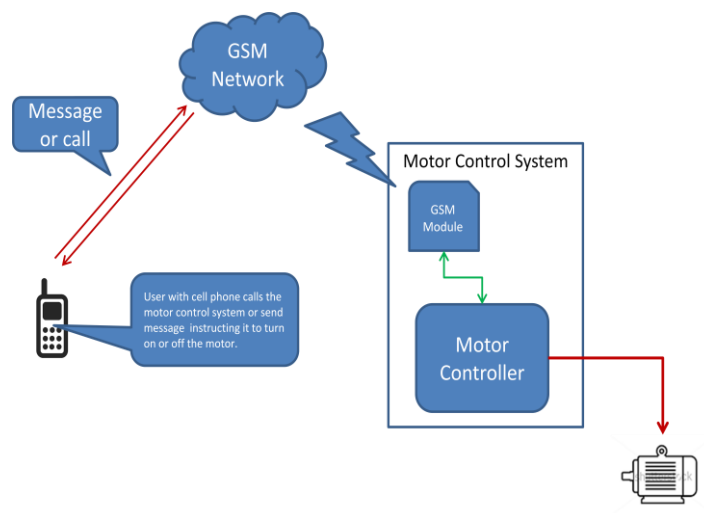 GSM
Network
Message
or call
Motor Control System
GSM
Module
User with cell phone calls the
motor control system or send
message instructing it to turn
on or off the motor.
Motor
Controller